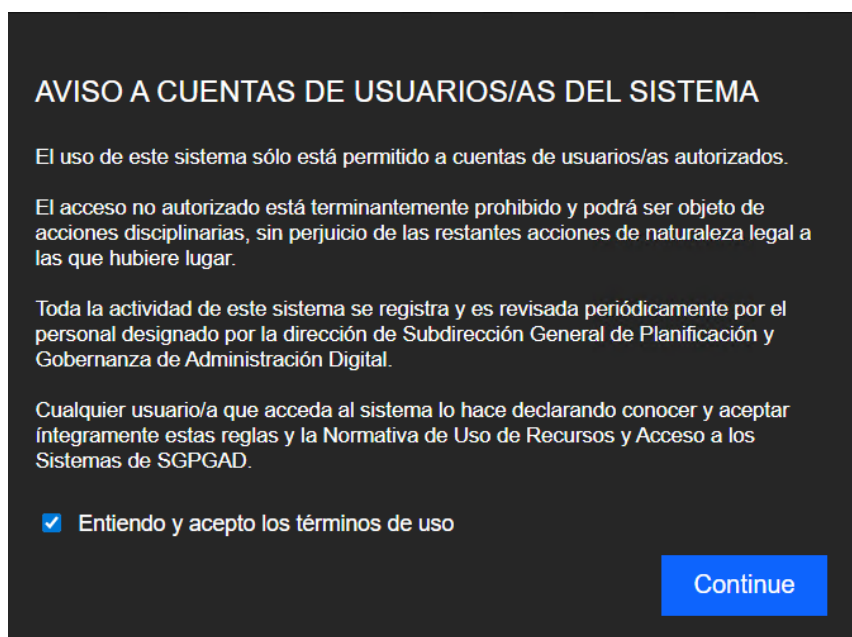 AVISO A CUENTAS DE USUARIOS/AS DEL SISTEMA
El uso de este sistema sólo está permitido a cuentas de usuarios/as autorizados.
El acceso no autorizado está terminantemente prohibido y podrá ser objeto de
acciones disciplinarias, sin perjuicio de las restantes acciones de naturaleza legal a
las que hubiere lugar.
Toda la actividad de este sistema se registra y es revisada periódicamente por el
personal designado por la dirección de Subdirección General de Planificación y
Gobernanza de Administración Digital.
Cualquier usuario/a que acceda al sistema lo hace declarando conocer y aceptar
íntegramente estas reglas y la Normativa de Uso de Recursos y Acceso a los
Sistemas de SGPGAD.
Entiendo y acepto los términos de uso
Continue